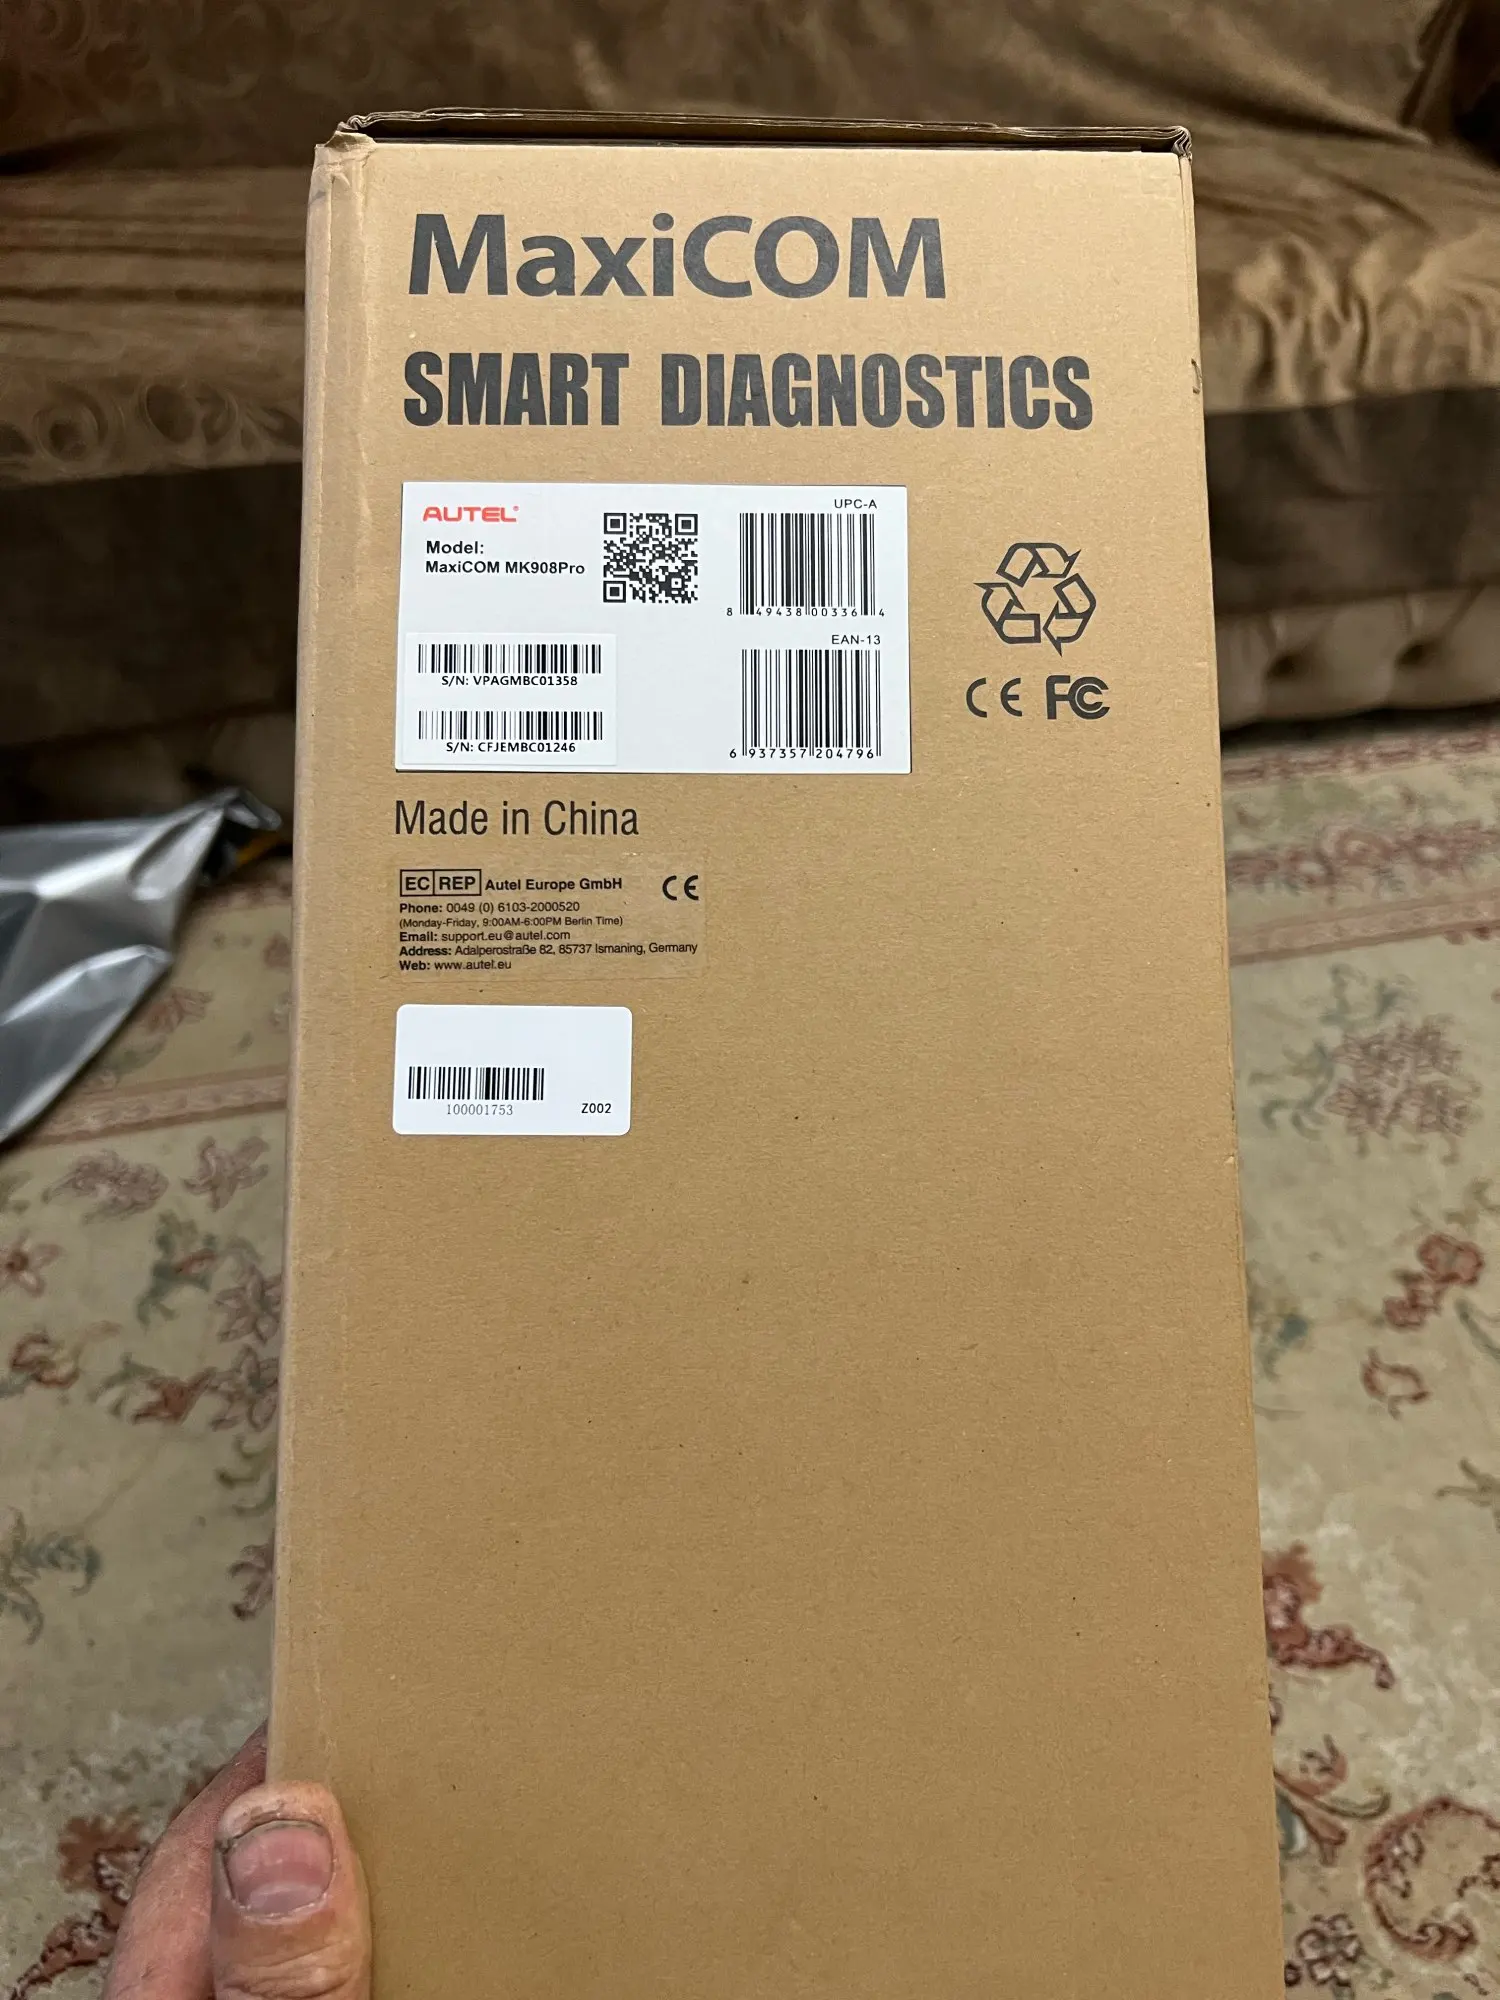 MaxiCOM
SMART DIAGNOSTICS
AUTEL®
Model:
MaxiCOM MK908Pro
UPC-A
8 49438 00336 4
EAN-13
6 937357 204796
S/N: VPAGMBC01358
S/N: CFJEMBC01246
CE FC
Made in China
EC REP Autel Europe GmbH CE
Phone: 0049 (0) 6103-2000520
(Monday-Friday, 9:00AM-6:00PM Berlin Time)
Email: support.eu@autel.com
Address: Adalperostraße 82, 85737 Ismaning, Germany
Web: www.autel.eu
100001753 Z002